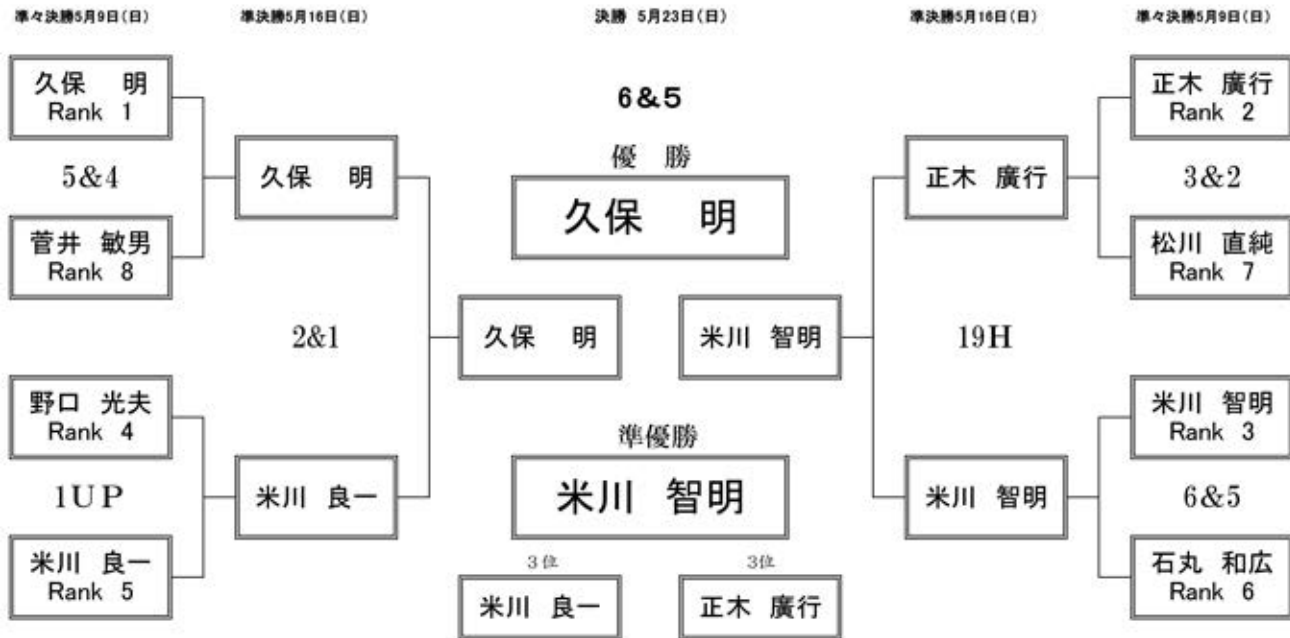 準々決勝5月9日(日)
準決勝5月16日(日)
決勝 5月23日(日)
準決勝5月16日(日)
準々決勝5月9日(日)
久保 明
Rank 1
5&4
菅井 敏男
Rank 8
野口 光夫
Rank 4
1UP
米川 良一
Rank 5
久保 明
2&1
米川 良一
久保 明
6&5
優 勝
久保 明
準優勝
米川 智明
3位
米川 良一
3位
正木 廣行
米川 智明
正木 廣行
19H
米川 智明
正木 廣行
Rank 2
3&2
松川 直純
Rank 7
米川 智明
Rank 3
6&5
石丸 和広
Rank 6